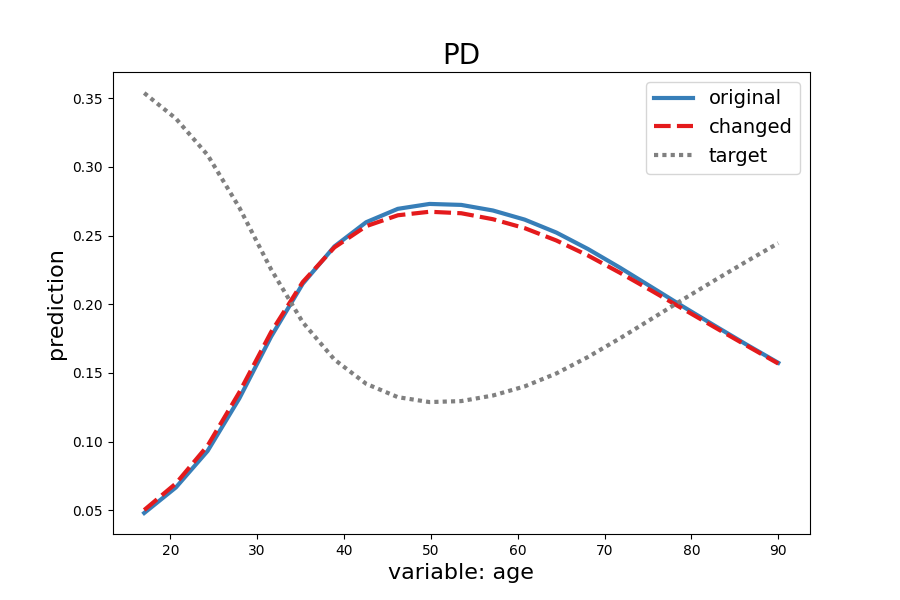 PD
original
changed
target
0.35
0.30
0.25
0.20
0.15
0.10
0.05
prediction
20 30 40 50 60 70 80 90
variable: age